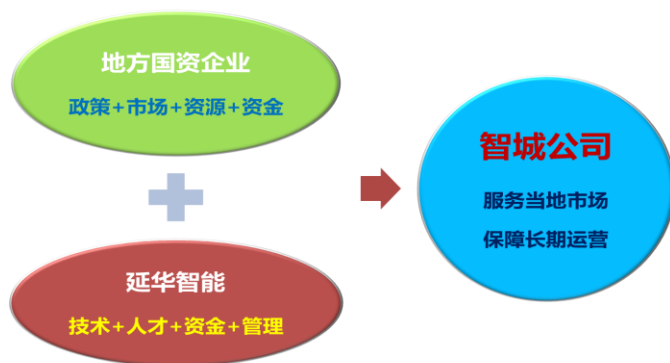 地方国资企业
政策+市场+资源+资金
延华智能
技术+人才+资金+管理
智城公司
服务当地市场
保障长期运营